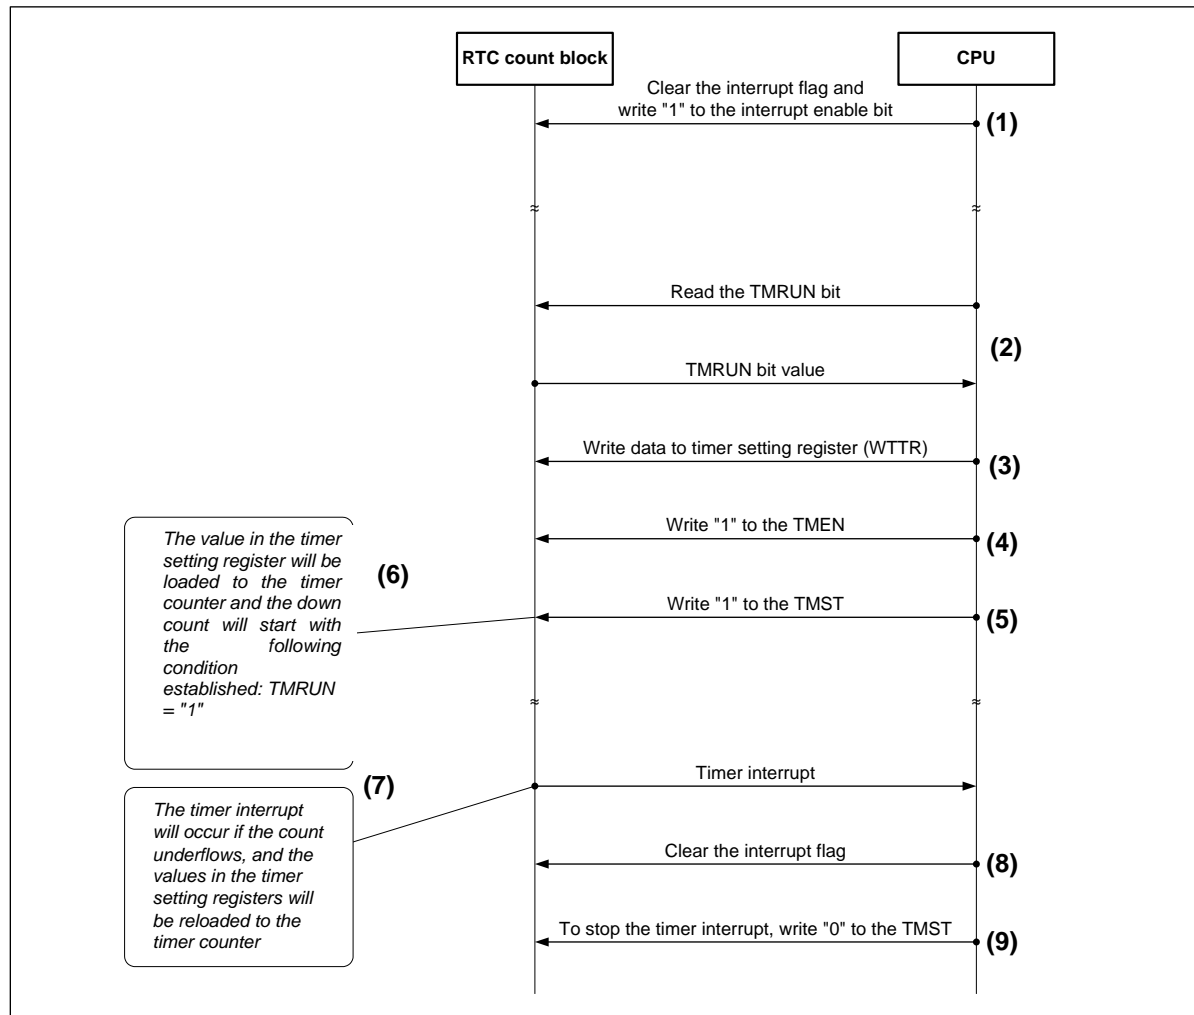 RTC count block
CPU
Clear the interrupt flag and
write "1" to the interrupt enable bit
(1)
≈
≈
Read the TMRUN bit
(2)
TMRUN bit value
Write data to timer setting register (WTTR)
(3)
Write "1" to the TMEN
(4)
The value in the timer
setting register will be
loaded to the timer
counter and the down
count will start with
the following
condition
established: TMRUN
= "1"
(6)
Write "1" to the TMST
(5)
≈
≈
Timer interrupt
(7)
The timer interrupt
will occur if the count
underflows, and the
values in the timer
setting registers will
be reloaded to the
timer counter
Clear the interrupt flag
(8)
To stop the timer interrupt, write "0" to the TMST
(9)